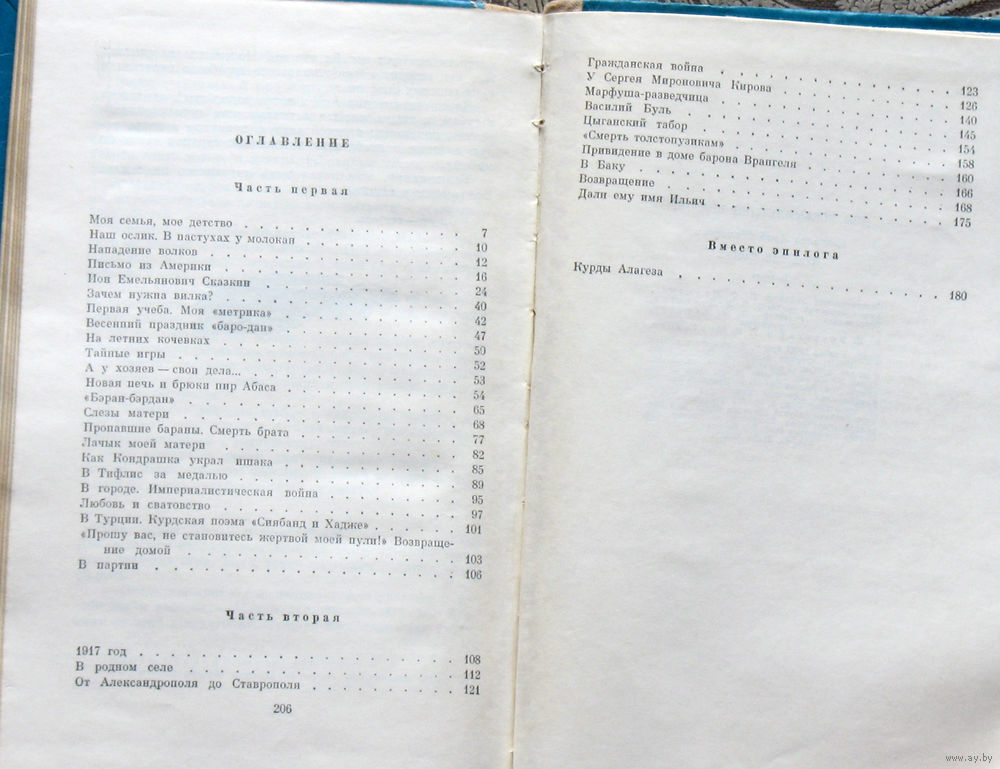 ОГЛАВЛЕНИЕ
Часть первая
Моя семья, мое детство . . . . . . . . . . . . . 7
Наш ослик. В пастухах у молокан . . . . . . . . . 10
Нападение волков . . . . . . . . . . . . . . . 12
Письмо из Америки . . . . . . . . . . . . . . 16
Ион Емельянович Сказкин . . . . . . . . . . . . 24
Зачем нужна вилка? . . . . . . . . . . . . . . 40
Первая учеба. Моя «метрика» . . . . . . . . . . . 42
Весенний праздник «баро-дан» . . . . . . . . . . 47
На летних кочевках . . . . . . . . . . . . . . 50
Тайные игры . . . . . . . . . . . . . . . . . 52
А у хозяев — свои дела... . . . . . . . . . . . . 53
Новая печь и брюки пир Абаса . . . . . . . . . . 54
«Баран-бардан» . . . . . . . . . . . . . . . . 65
Слезы матери . . . . . . . . . . . . . . . . . 68
Пропавшие бараны. Смерть брата . . . . . . . . . 77
Лачык моей матери . . . . . . . . . . . . . . 82
Как Кондрашка украл ишака . . . . . . . . . . . 85
В Тифлис за медалью . . . . . . . . . . . . . 89
В городе. Империалистическая война . . . . . . . . 95
Любовь и сватовство . . . . . . . . . . . . . . 97
В Турции. Курдская поэма «Сиябанд и Хадже» . . . . . 101
«Прошу вас, не становитесь жертвой моей пули!» Возвраще-
ние домой . . . . . . . . . . . . . . . . 103
В партии . . . . . . . . . . . . . . . . . . 106
Часть вторая
1917 год . . . . . . . . . . . . . . . . . . 108
В родном селе . . . . . . . . . . . . . . . . 112
От Александрополя до Ставрополя . . . . . . . . . 121
206
Гражданская война . . . . . . . . . . . . . . 123
У Сергея Мироновича Кирова . . . . . . . . . . . 126
Марфуша-разведчица . . . . . . . . . . . . . . 140
Василий Буль . . . . . . . . . . . . . . . . . 145
Цыганский табор . . . . . . . . . . . . . . . 154
«Смерть толстопузикам» . . . . . . . . . . . . . 158
Привидение в доме барона Врангеля . . . . . . . . 160
В Баку . . . . . . . . . . . . . . . . . . . 166
Возвращение . . . . . . . . . . . . . . . . . 168
Дали ему имя Ильич . . . . . . . . . . . . . . 175
Вместо эпилога
Курды Алагеза . . . . . . . . . . . . . . . . 180
www.ay.by